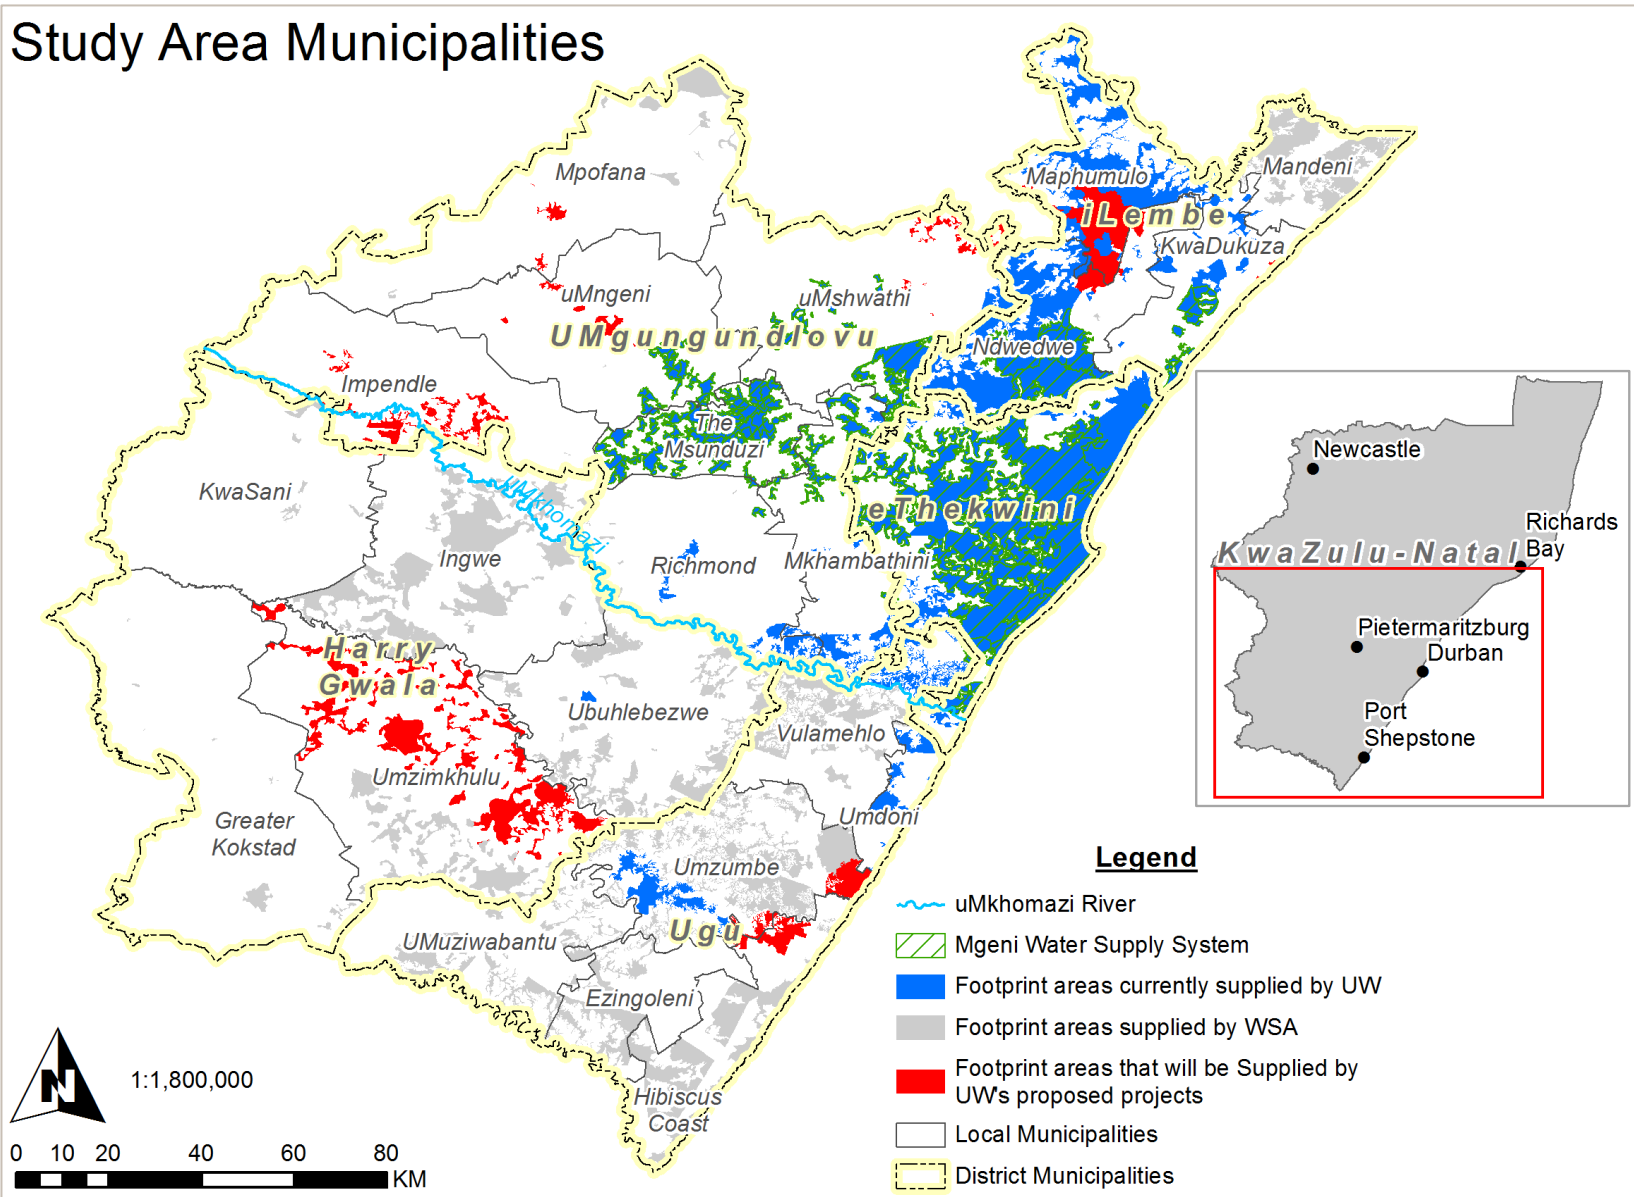 Study Area Municipalities
Mpofana
Maphumulo
Mandeni
iLembe
KwaDukuza
uMngeni
uMshwathi
UMgungundlovu
Ndwedwe
Impendle
The
Msunduzi
KwaSani
uMkhomazi
eThekwini
Ingwe
Richmond
Mkhambathini
Harry
Gwala
Ubuhlebezwe
Vulamehlo
Umzimkhulu
Umdoni
Greater
Kokstad
Umzumbe
Ugu
UMuziwabantu
Ezingoleni
Hibiscus
Coast
Newcastle
Richards
Bay
KwaZulu-Natal
Pietermaritzburg
Durban
Port
Shepstone
Legend
uMkhomazi River
Mgeni Water Supply System
Footprint areas currently supplied by UW
Footprint areas supplied by WSA
Footprint areas that will be Supplied by
UW's proposed projects
Local Municipalities
District Municipalities
N
1:1,800,000
0 10 20 40 60 80
KM